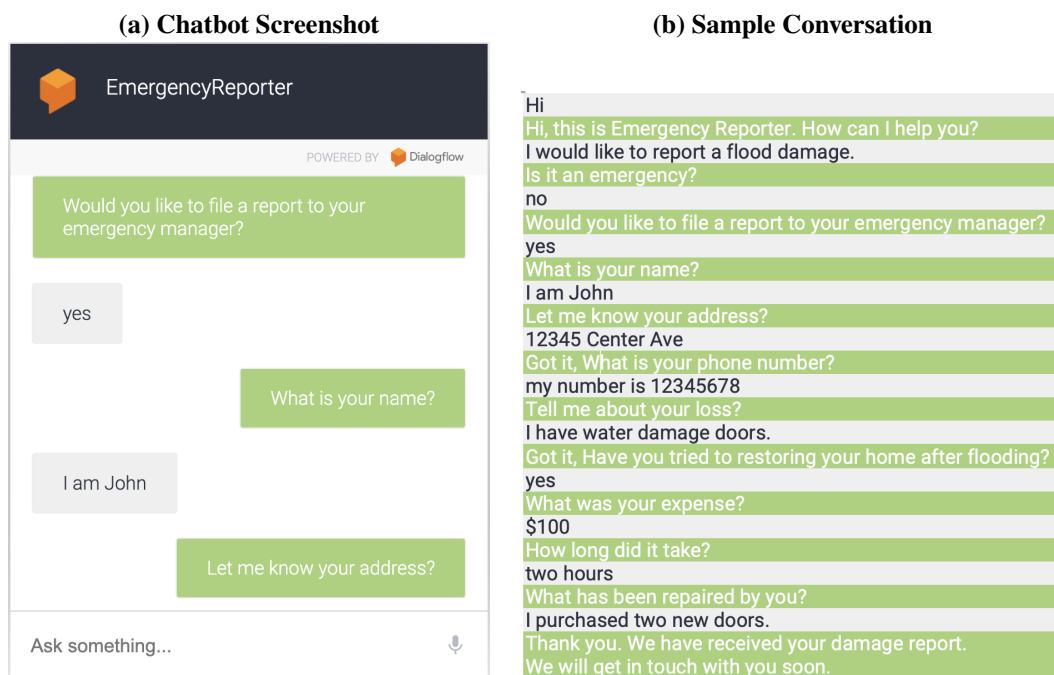 (a) Chatbot Screenshot
EmergencyReporter
POWERED BY Dialogflow
Would you like to file a report to your
emergency manager?
yes
What is your name?
I am John
Let me know your address?
Ask something...
(b) Sample Conversation
Hi
Hi, this is Emergency Reporter. How can I help you?
I would like to report a flood damage.
Is it an emergency?
no
Would you like to file a report to your emergency manager?
yes
What is your name?
I am John
Let me know your address?
12345 Center Ave
Got it, What is your phone number?
my number is 12345678
Tell me about your loss?
I have water damage doors.
Got it, Have you tried to restoring your home after flooding?
yes
What was your expense?
$100
How long did it take?
two hours
What has been repaired by you?
I purchased two new doors.
Thank you. We have received your damage report.
We will get in touch with you soon.